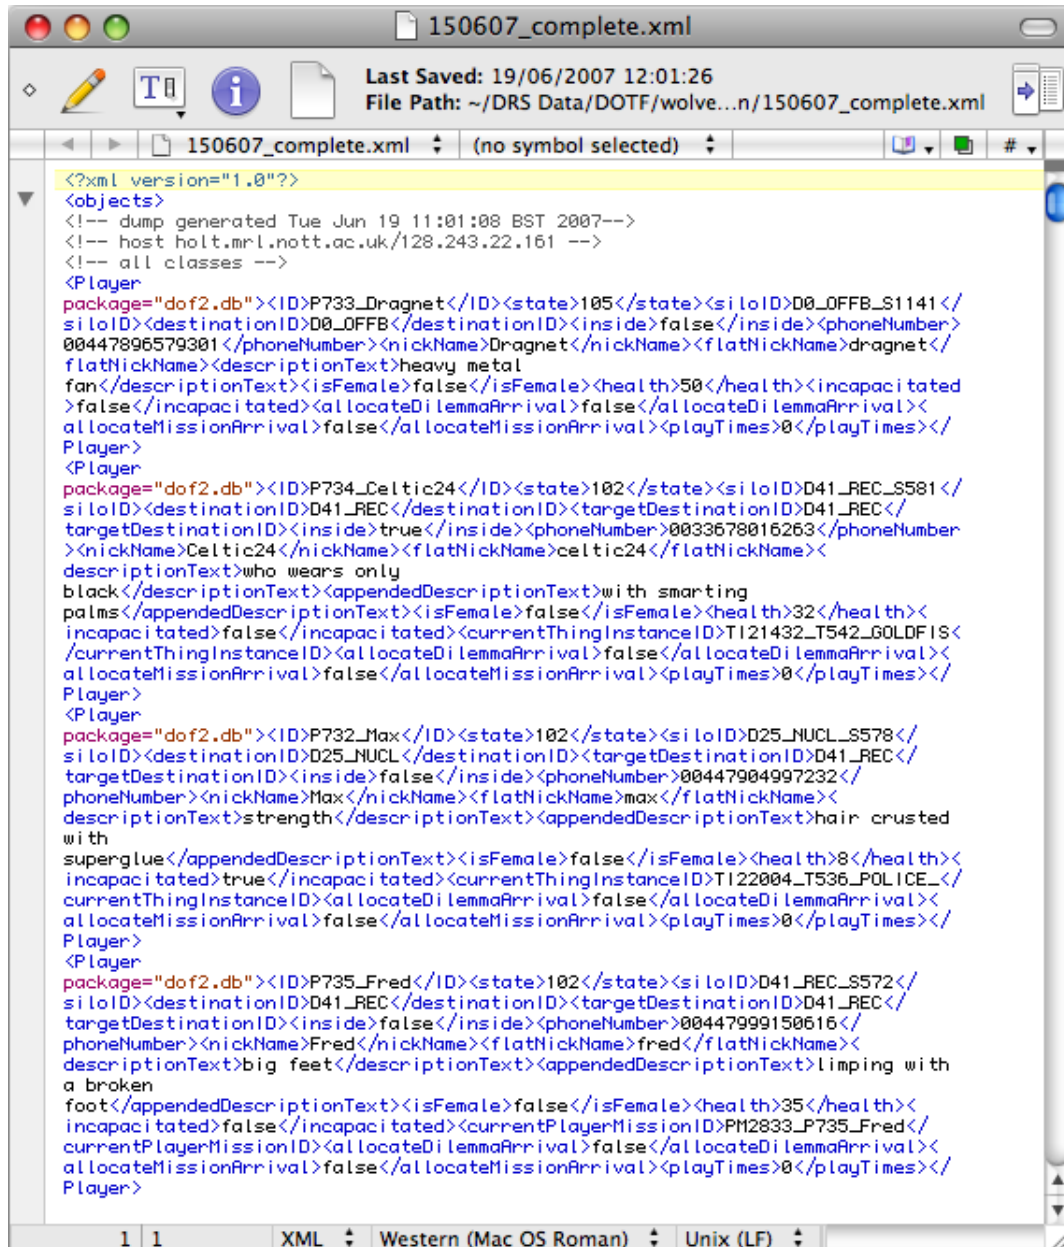 150607_complete.xml
Last Saved: 19/06/2007 12:01:26
File Path: ~/DRS Data/DOTF/wolve...n/150607_complete.xml
150607_complete.xml (no symbol selected) #
<?xml version="1.0"?>
<objects>
<!-- dump generated Tue Jun 19 11:01:08 BST 2007-->
<!-- host holt.mrl.nott.ac.uk/128.243.22.161 -->
<!-- all classes -->
<Player
package="dof2.db"><ID>P733_Dragnet</ID><state>105</state><siloID>D0_OFFB_S1141</
siloID><destinationID>D0_OFFB</destinationID><inside>false</inside><phoneNumber>
00447896579301</phoneNumber><nickName>Dragnet</nickName><flatNickName>dragnet</
flatNickName><descriptionText>heavy metal
fan</descriptionText><isFemale>false</isFemale><health>50</health><incapacitated
>false</incapacitated><allocateDilemmaArrival>false</allocateDilemmaArrival><
allocateMissionArrival>false</allocateMissionArrival><playTimes>0</playTimes></
Player>
<Player
package="dof2.db"><ID>P734_Celtic24</ID><state>102</state><siloID>D41_REC_S581</
siloID><destinationID>D41_REC</destinationID><targetDestinationID>D41_REC</
targetDestinationID><inside>true</inside><phoneNumber>0033678016263</phoneNumber
><nickName>Celtic24</nickName><flatNickName>celtic24</flatNickName><
descriptionText>who wears only
black</descriptionText><appendedDescriptionText>with smarting
palms</appendedDescriptionText><isFemale>false</isFemale><health>32</health><
incapacitated>false</incapacitated><currentThingInstanceID>TI21432_T542_GOLDFIS<
/currentThingInstanceID><allocateDilemmaArrival>false</allocateDilemmaArrival><
allocateMissionArrival>false</allocateMissionArrival><playTimes>0</playTimes></
Player>
<Player
package="dof2.db"><ID>P732_Max</ID><state>102</state><siloID>D25_NUCL_S578</
siloID><destinationID>D25_NUCL</destinationID><targetDestinationID>D41_REC</
targetDestinationID><inside>false</inside><phoneNumber>00447904997232</
phoneNumber><nickName>Max</nickName><flatNickName>max</flatNickName><
descriptionText>strength</descriptionText><appendedDescriptionText>hair crusted
with
superglue</appendedDescriptionText><isFemale>false</isFemale><health>8</health><
incapacitated>true</incapacitated><currentThingInstanceID>TI22004_T536_POLICE_</
currentThingInstanceID><allocateDilemmaArrival>false</allocateDilemmaArrival><
allocateMissionArrival>false</allocateMissionArrival><playTimes>0</playTimes></
Player>
<Player
package="dof2.db"><ID>P735_Fred</ID><state>102</state><siloID>D41_REC_S572</
siloID><destinationID>D41_REC</destinationID><targetDestinationID>D41_REC</
targetDestinationID><inside>false</inside><phoneNumber>00447999150616</
phoneNumber><nickName>Fred</nickName><flatNickName>fred</flatNickName><
descriptionText>big feet</descriptionText><appendedDescriptionText>limping with
a broken
foot</appendedDescriptionText><isFemale>false</isFemale><health>35</health><
incapacitated>false</incapacitated><currentPlayerMissionID>PM2833_P735_Fred</
currentPlayerMissionID><allocateDilemmaArrival>false</allocateDilemmaArrival><
allocateMissionArrival>false</allocateMissionArrival><playTimes>0</playTimes></
Player>
1 1 XML Western (Mac OS Roman) Unix (LF)